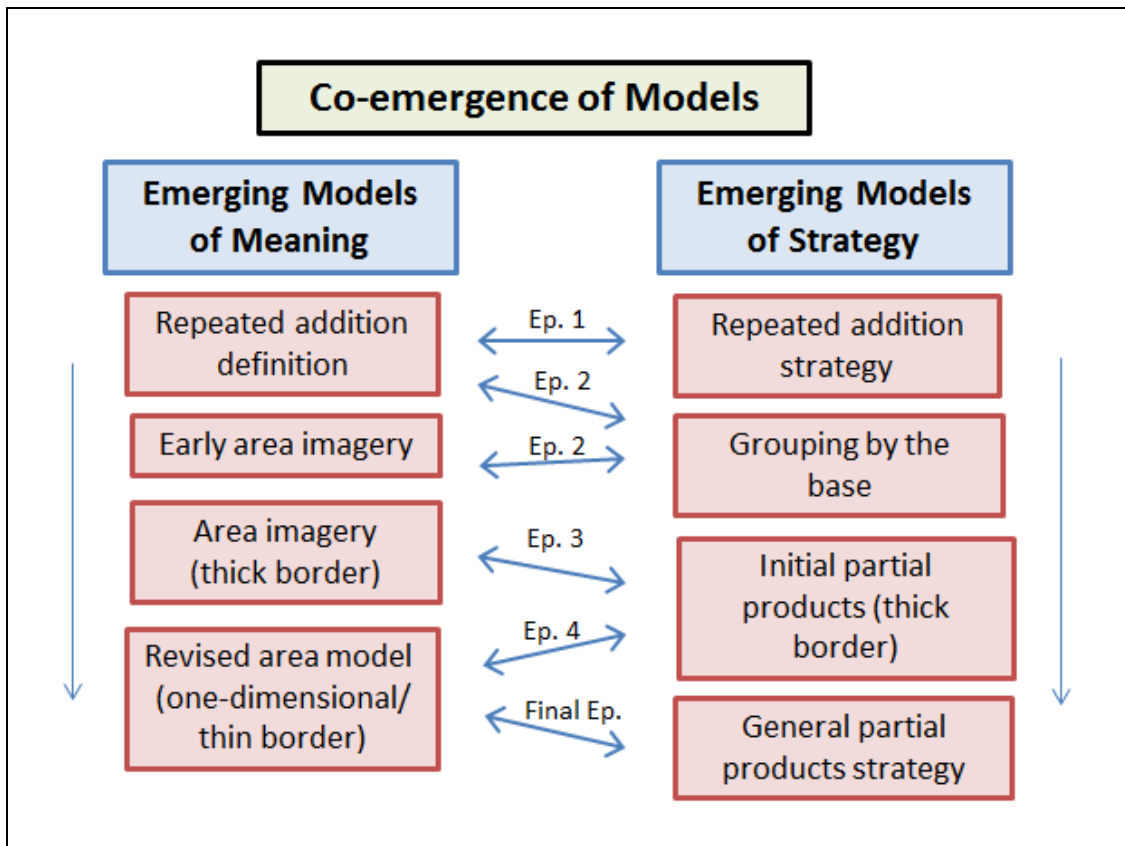 Co-emergence of Models
Emerging Models
of Meaning
Emerging Models
of Strategy
Repeated addition
definition
Ep. 1
Repeated addition
strategy
Ep. 2
Early area imagery
Ep. 2
Grouping by the
base
Area imagery
(thick border)
Ep. 3
Initial partial
products (thick
border)
Ep. 4
Revised area model
(one-dimensional/
thin border)
Final Ep.
General partial
products strategy